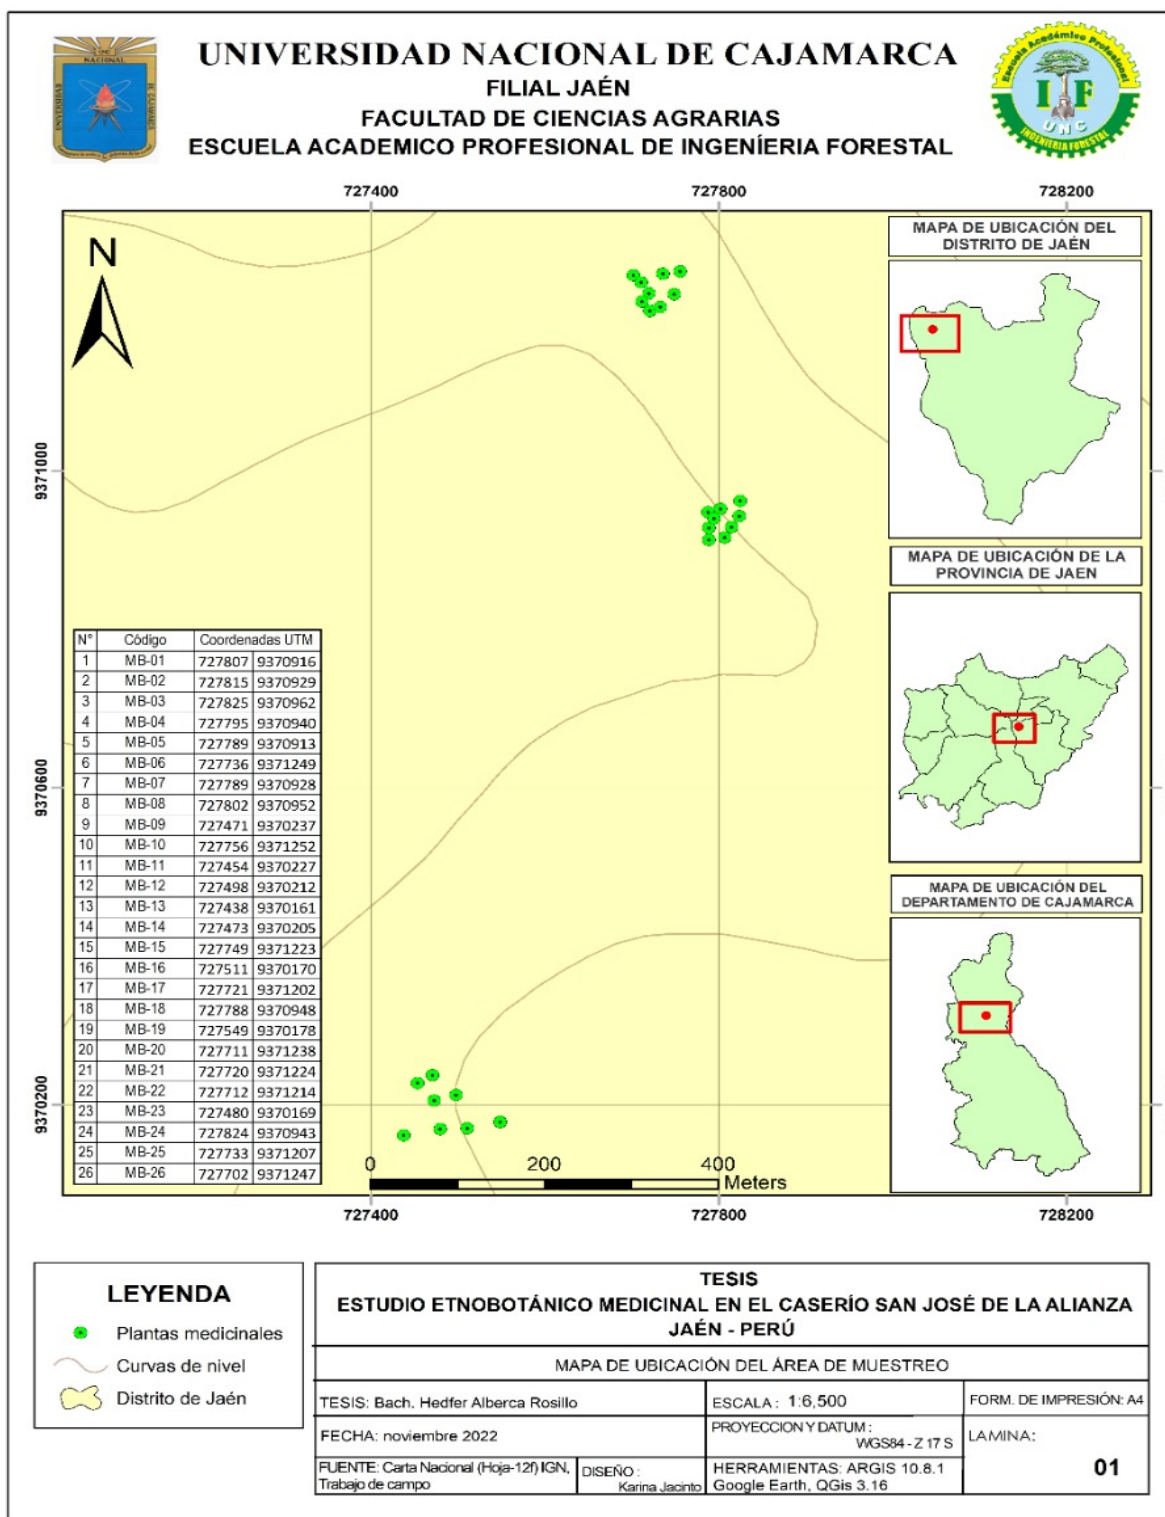 UNIVERSIDAD NACIONAL DE CAJAMARCA
FILIAL JAÉN
FACULTAD DE CIENCIAS AGRARIAS
ESCUELA ACADEMICO PROFESIONAL DE INGENÍERIA FORESTAL
UNC
NACIONAL
UNIVERSIDAD
DE CAJAMARCA
Escuela Académico Profesional
I F
UNC
INGENIERIA FORESTAL
727400 727800 728200
N
9371000
9370600
9370200
MAPA DE UBICACIÓN DEL
DISTRITO DE JAÉN
MAPA DE UBICACIÓN DE LA
PROVINCIA DE JAEN
MAPA DE UBICACIÓN DEL
DEPARTAMENTO DE CAJAMARCA
N° Código Coordenadas UTM
1 MB-01 727807 9370916
2 MB-02 727815 9370929
3 MB-03 727825 9370962
4 MB-04 727795 9370940
5 MB-05 727789 9370913
6 MB-06 727736 9371249
7 MB-07 727789 9370928
8 MB-08 727802 9370952
9 MB-09 727471 9370237
10 MB-10 727756 9371252
11 MB-11 727454 9370227
12 MB-12 727498 9370212
13 MB-13 727438 9370161
14 MB-14 727473 9370205
15 MB-15 727749 9371223
16 MB-16 727511 9370170
17 MB-17 727721 9371202
18 MB-18 727788 9370948
19 MB-19 727549 9370178
20 MB-20 727711 9371238
21 MB-21 727720 9371224
22 MB-22 727712 9371214
23 MB-23 727480 9370169
24 MB-24 727824 9370943
25 MB-25 727733 9371207
26 MB-26 727702 9371247
0 200 400
Meters
727400 727800 728200
LEYENDA
Plantas medicinales
Curvas de nivel
Distrito de Jaén
TESIS
ESTUDIO ETNOBOTÁNICO MEDICINAL EN EL CASERÍO SAN JOSÉ DE LA ALIANZA
JAÉN - PERÚ
MAPA DE UBICACIÓN DEL ÁREA DE MUESTREO
TESIS: Bach. Hedfer Alberca Rosillo
ESCALA : 1:6,500
FORM. DE IMPRESIÓN: A4
FECHA: noviembre 2022
PROYECCION Y DATUM :
WGS84 - Z 17 S
LAMINA:
01
FUENTE: Carta Nacional (Hoja-12f) IGN,
Trabajo de campo
DISEÑO :
Karina Jacinto
HERRAMIENTAS: ARGIS 10.8.1
Google Earth, QGis 3.16